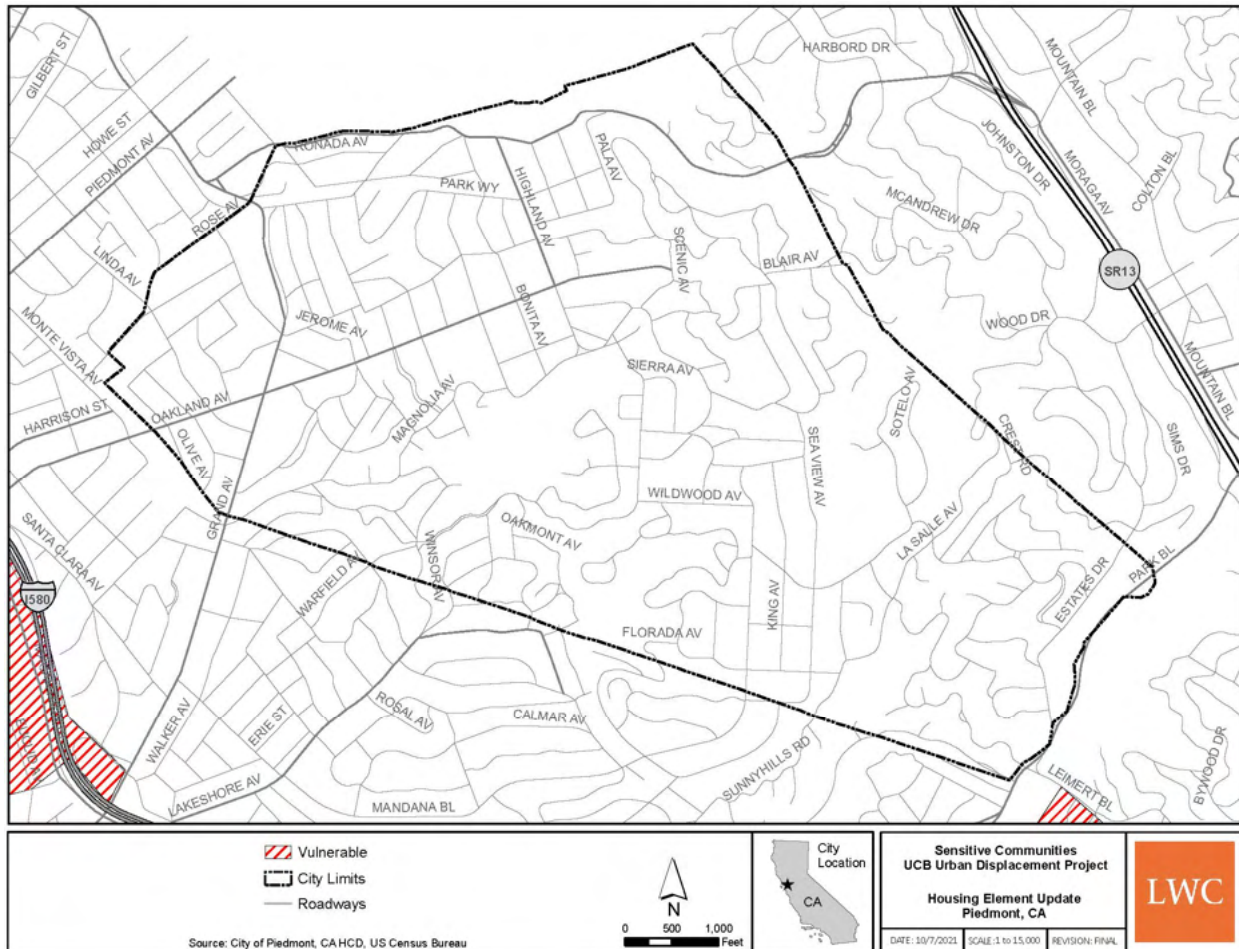 GILBERT ST
HOWE ST
PIEDMONT AV
HARBORD DR
MOUNTAIN BL
COLTON BL
MORAGA AV
JOHNSTON DR
RONADA AV
PARK WY
HIGHLAND AV
PALA AV
MCANDREW DR
ROSE AV
LINDA AV
SCENIC AV
BLAIR AV
SR13
MONTE VISTA AV
JEROME AV
BONITA AV
WOOD DR
MOUNTAIN BL
HARRISON ST
OAKLAND AV
MAGNOLIA AV
SIERRA AV
SOTELO AV
CREST RD
SIMS DR
OLIVE AV
SEA VIEW AV
GRAND AV
WILDWOOD AV
SANTA CLARA AV
OAKMONT AV
WINSOR AV
LA SALLE AV
PARK BL
I580
WARFIELD AV
ESTATES DR
FLORADA AV
KING AV
EUCLID AV
WALKER AV
ERIE ST
ROSAL AV
CALMAR AV
SUNNYHILLS RD
LAKESHORE AV
MANDANA BL
LEIMERT BL
BYWOOD DR
Vulnerable
City Limits
Roadways
Source: City of Piedmont, CA HCD, US Census Bureau
N
0 500 1,000
Feet
City
Location
CA
Sensitive Communities
UCB Urban Displacement Project
Housing Element Update
Piedmont, CA
DATE: 10/7/2021 SCALE: 1 to 15,000 REVISION: FINAL
LWC